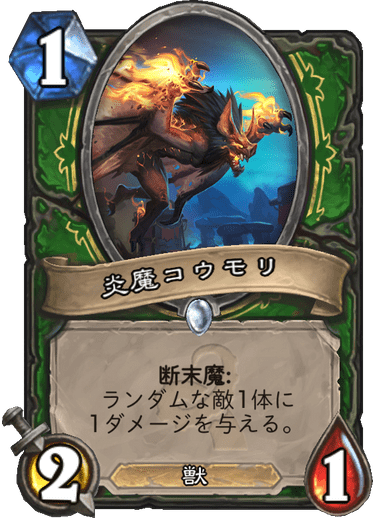 1
炎魔コウモリ
断末魔:
ランダムな敵1体に
1ダメージを与える。
2
獣
1